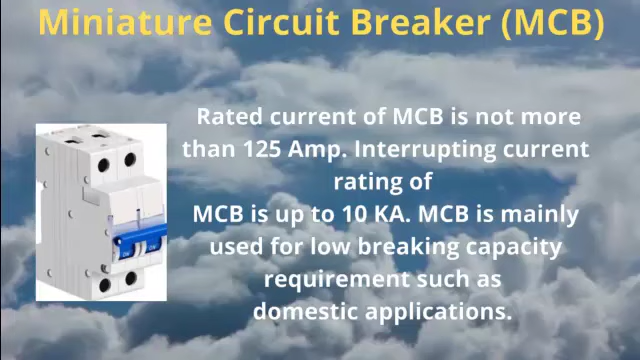 Miniature Circuit Breaker (MCB)
Rated current of MCB is not more
than 125 Amp. Interrupting current
rating of
MCB is up to 10 KA. MCB is mainly
used for low breaking capacity
requirement such as
domestic applications.